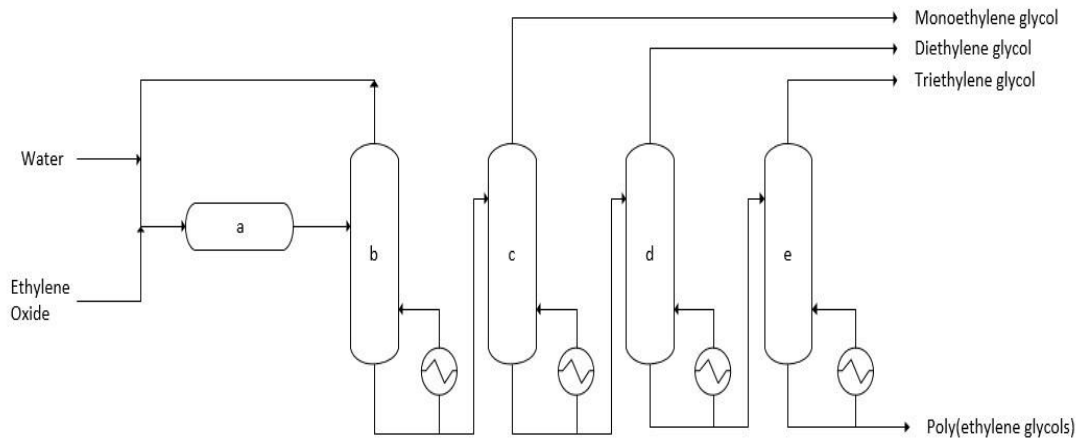 Monoethylene glycol
Diethylene glycol
Triethylene glycol
Water
a
b
c
d
e
Ethylene
Oxide
Poly(ethylene glycols)